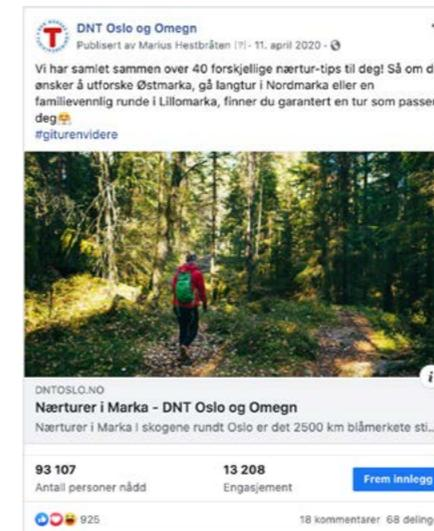 DNT Oslo og Omegn
Publisert av Marius Hestbråten [?] · 11. april 2020 ·
Vi har samlet sammen over 40 forskjellige nærtur-tips til deg! Så om d
ønsker å utforske Østmarka, gå langtur i Nordmarka eller en
familievennlig runde i Lillomarka, finner du garantert en tur som passer
deg
#giturenvidere
DNTOSLO.NO
Nærturer i Marka - DNT Oslo og Omegn
Nærturer i Marka I skogene rundt Oslo er det 2500 km blåmerkete sti...
93 107
Antall personer nådd
13 208
Engasjement
Frem innlegg
925
18 kommentarer 68 deling